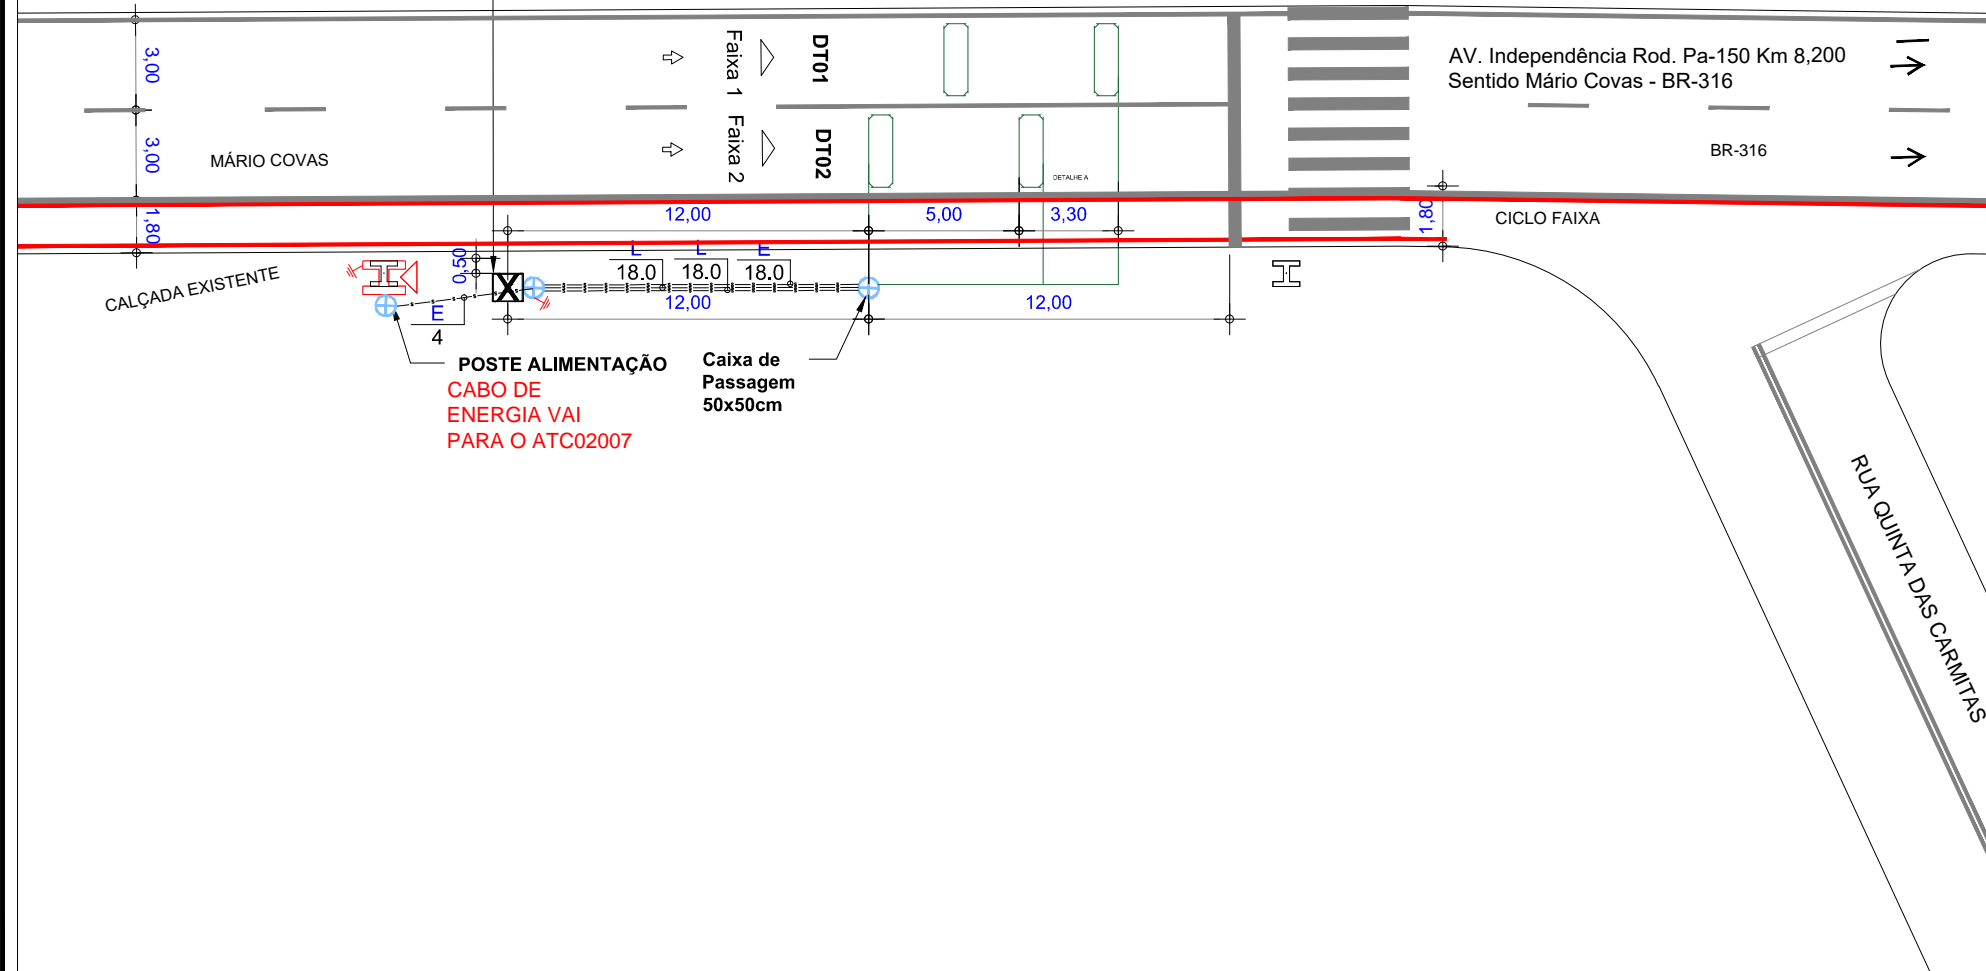 3,00
3,00
1,80
MÁRIO COVAS
Faixa 1
DT01
Faixa 2
DT02
DETALHE A
AV. Independência Rod. Pa-150 Km 8,200
Sentido Mário Covas - BR-316
BR-316
12,00
5,00
3,30
1,80
CICLO FAIXA
CALÇADA EXISTENTE
0,50
X
L
18.0
L
18.0
E
18.0
12,00
12,00
E
4
POSTE ALIMENTAÇÃO
CABO DE
ENERGIA VAI
PARA O ATC02007
Caixa de
Passagem
50x50cm
RUA QUINTA DAS CARMITAS